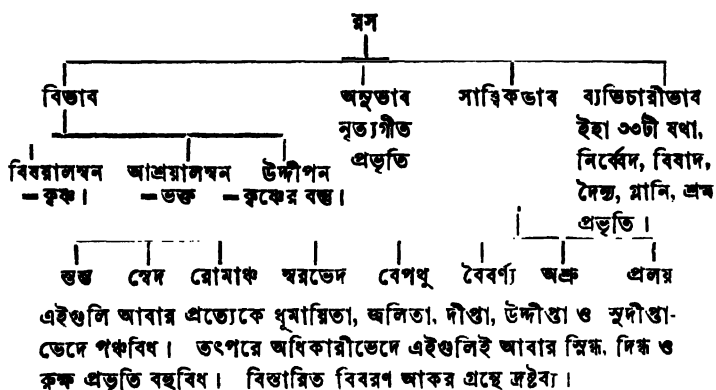 রস
বিভাব অনুভাব সাত্ত্বিকভাব ব্যভিচারীভাব
নৃত্যগীত ইহা ৩৩টী যথা,
প্রভৃতি নির্ব্বেদ, বিষাদ,
বিষয়ালম্বন আশ্রয়ালম্বন উদ্দীপন
—কৃষ্ণ। —ভক্ত —কৃষ্ণের বস্তু।
দৈন্য, গ্লানি, শ্রম
প্রভৃতি।
স্তম্ভ স্বেদ রোমাঞ্চ স্বরভেদ বেপথু বৈবর্ণ্য অশ্রু প্রলয়
এইগুলি আবার প্রত্যেকে ধূমায়িতা, জ্বলিতা, দীপ্তা, উদ্দীপ্তা ও সুদীপ্তা-
ভেদে পঞ্চবিধ। তৎপরে অধিকারীভেদে এইগুলিই আবার স্নিগ্ধ, দিগ্ধ ও
রুক্ষ প্রভৃতি বহুবিধ। বিস্তারিত বিবরণ আকর গ্রন্থে দ্রষ্টব্য।